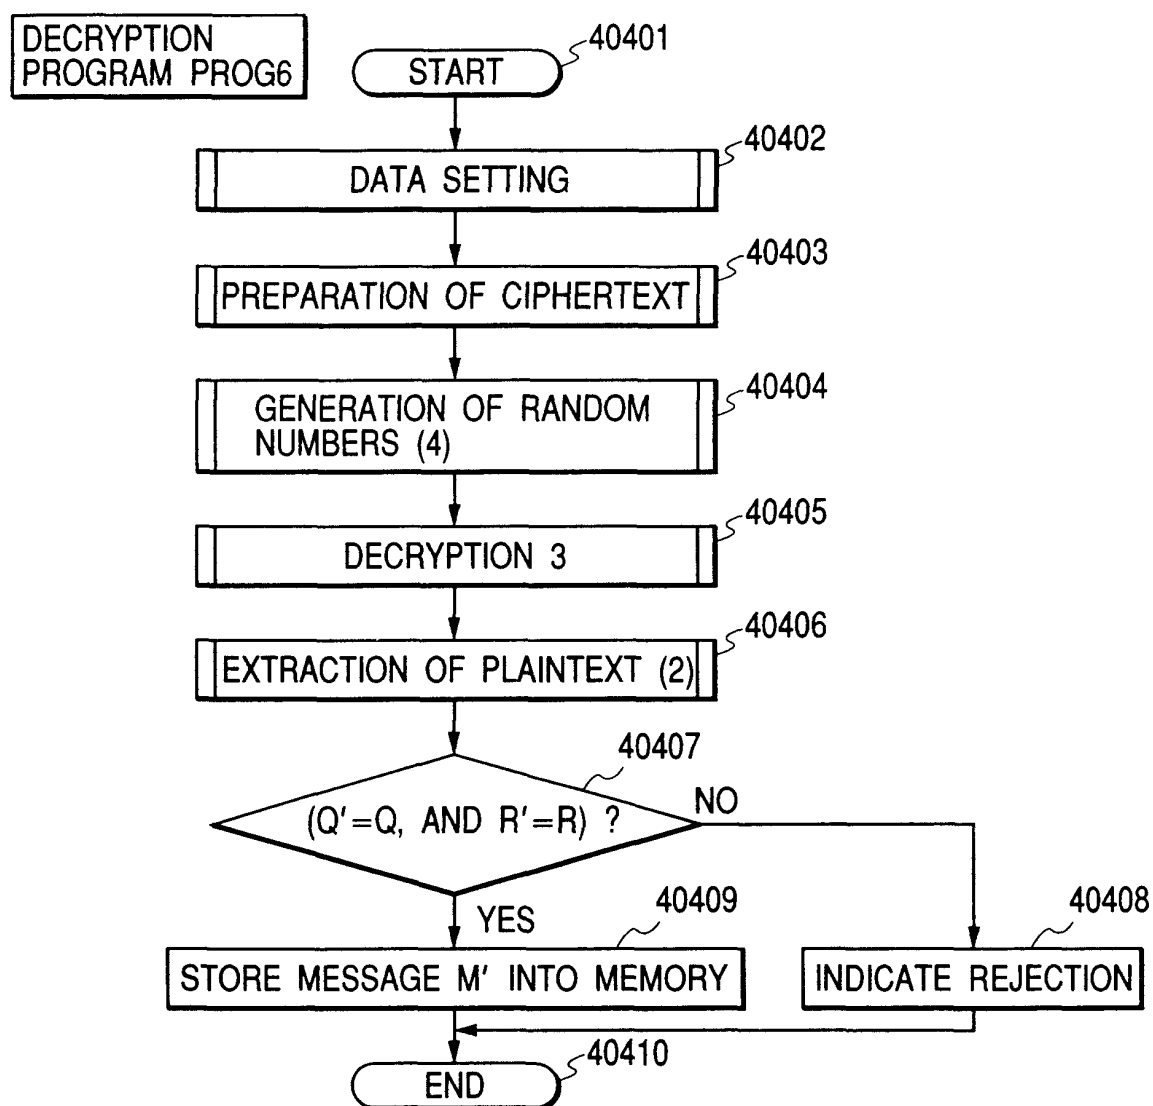 DECRYPTION
PROGRAM PROG6
START
40401
DATA SETTING
40402
PREPARATION OF CIPHERTEXT
40403
GENERATION OF RANDOM
NUMBERS (4)
40404
DECRYPTION 3
40405
EXTRACTION OF PLAINTEXT (2)
40406
(Q'=Q, AND R'=R) ?
40407
NO
YES
STORE MESSAGE M' INTO MEMORY
40409
INDICATE REJECTION
40408
END
40410